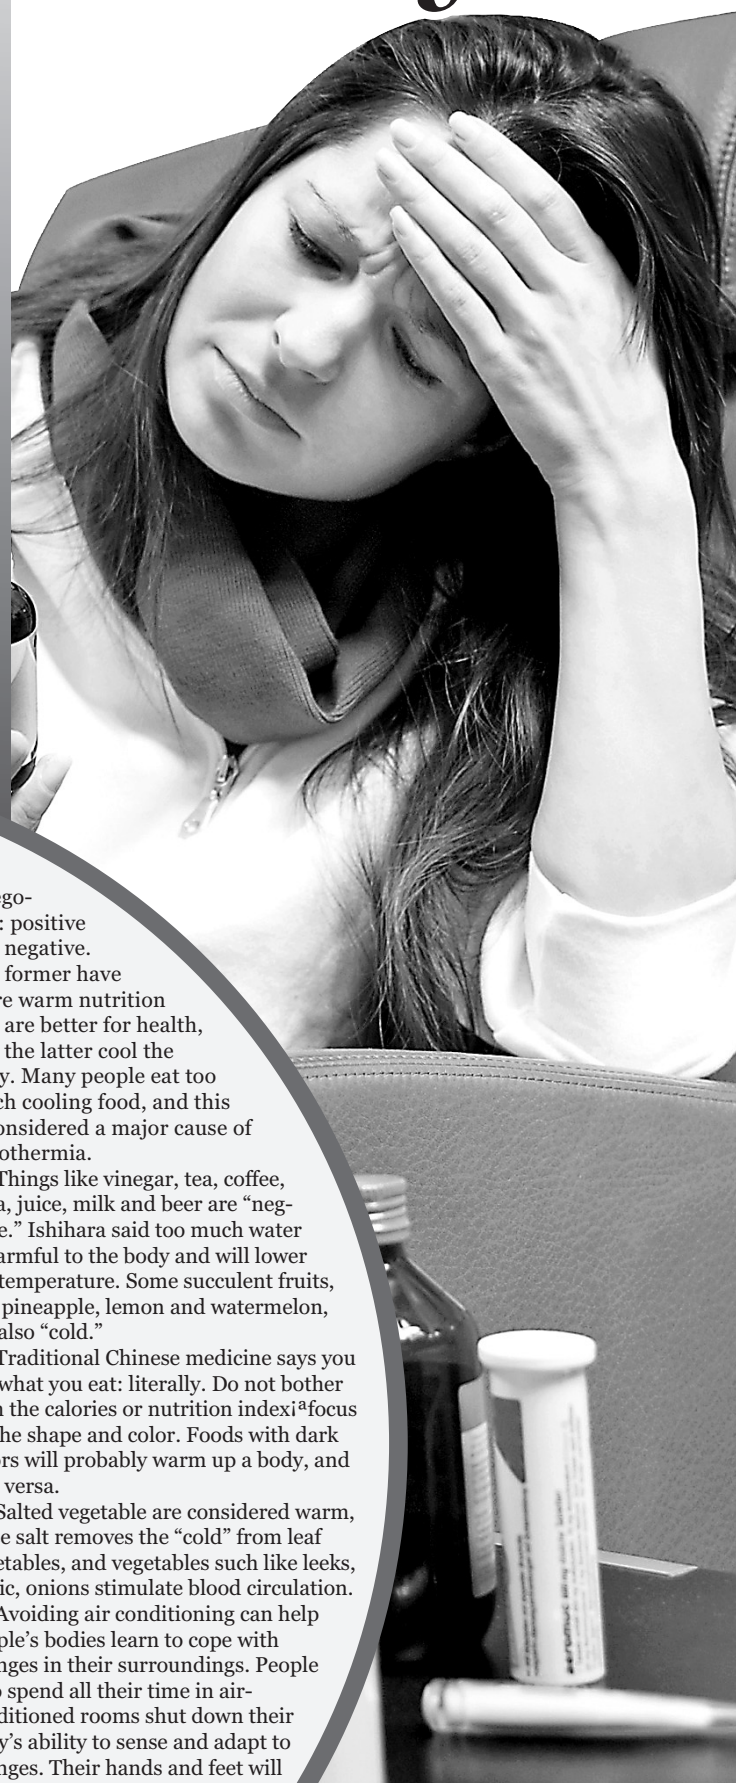 ego-
: positive
negative.
former have
re warm nutrition
are better for health,
the latter cool the
y. Many people eat too
ch cooling food, and this
onsidered a major cause of
othermia.
Things like vinegar, tea, coffee,
a, juice, milk and beer are “neg-
e.” Ishihara said too much water
armful to the body and will lower
temperature. Some succulent fruits,
pineapple, lemon and watermelon,
also “cold.”
Traditional Chinese medicine says you
what you eat: literally. Do not bother
h the calories or nutrition index¡ªfocus
he shape and color. Foods with dark
ors will probably warm up a body, and
versa.
Salted vegetable are considered warm,
e salt removes the “cold” from leaf
etables, and vegetables such like leeks,
ic, onions stimulate blood circulation.
Avoiding air conditioning can help
ple’s bodies learn to cope with
nges in their surroundings. People
o spend all their time in air-
ditioned rooms shut down their
y’s ability to sense and adapt to
nges. Their hands and feet will